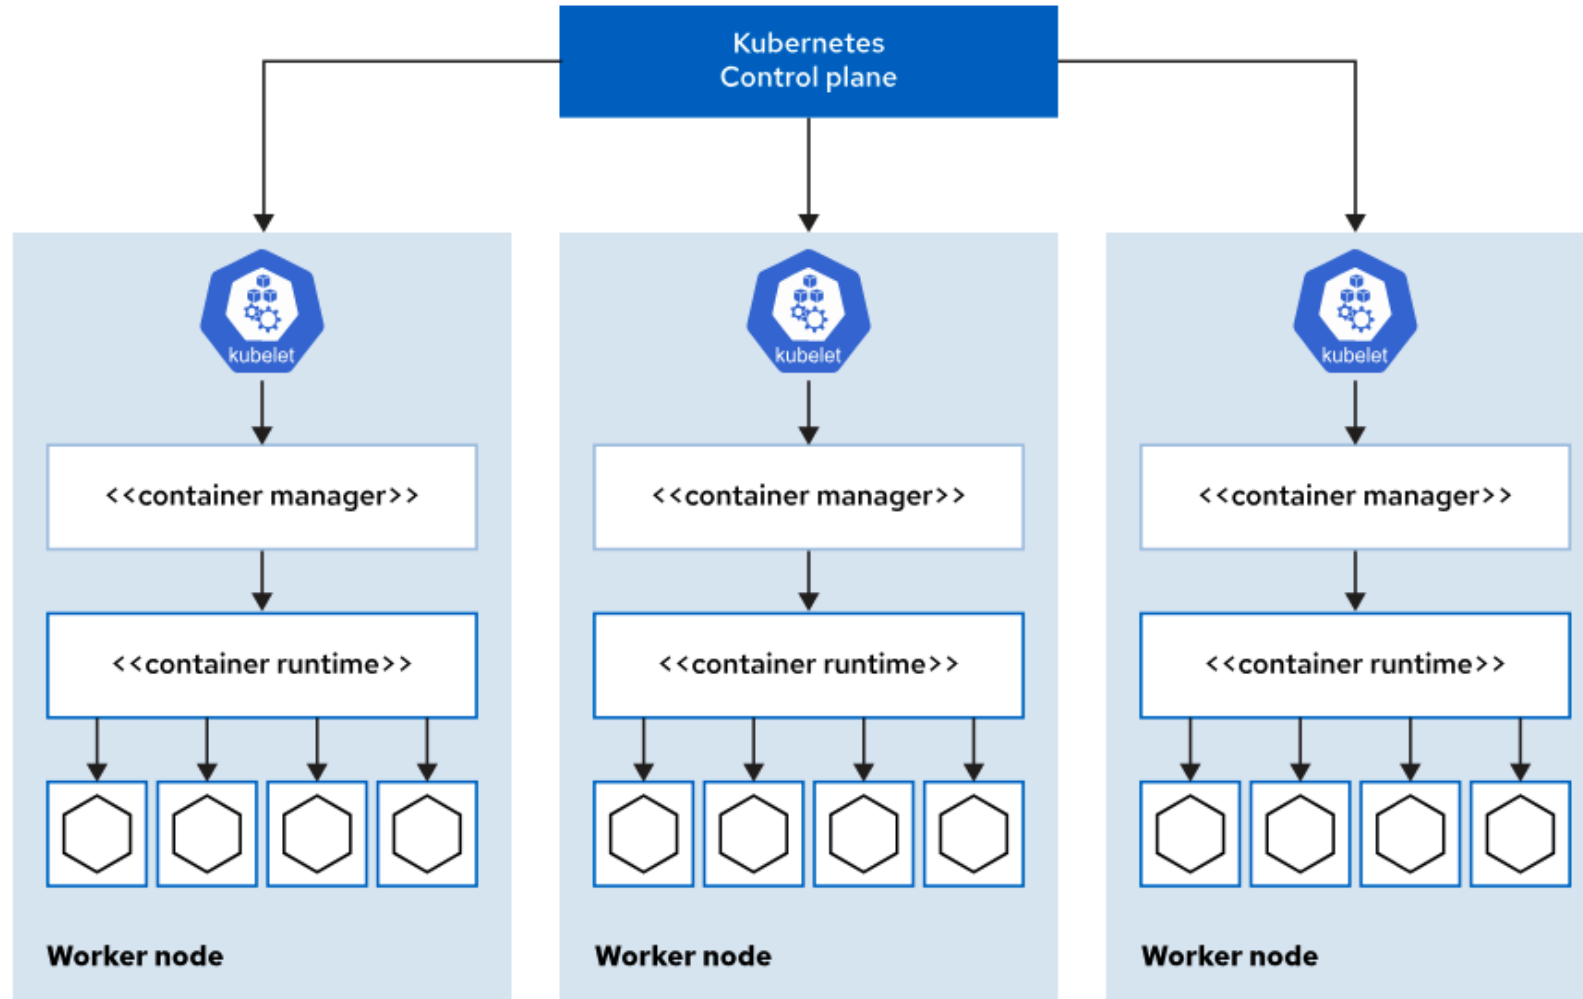 Kubernetes
Control plane
kubelet
kubelet
kubelet
<<container manager>>
<<container manager>>
<<container manager>>
<<container runtime>>
<<container runtime>>
<<container runtime>>
Worker node
Worker node
Worker node